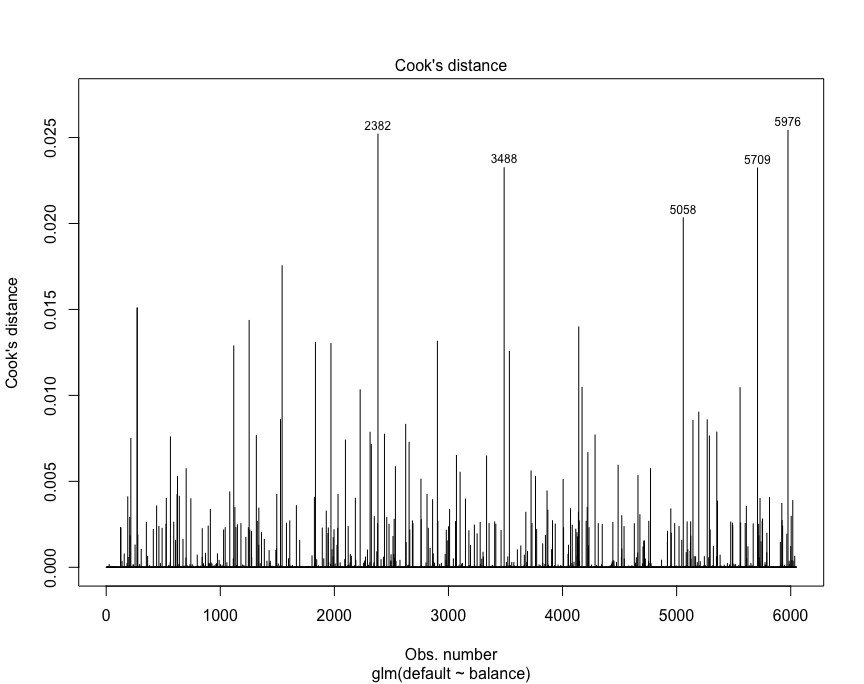 Cook's distance
2382
3488
5058
5709
5976
Cook's distance
0.025
0.020
0.015
0.010
0.005
0.000
0 1000 2000 3000 4000 5000 6000
Obs. number
glm(default ~ balance)